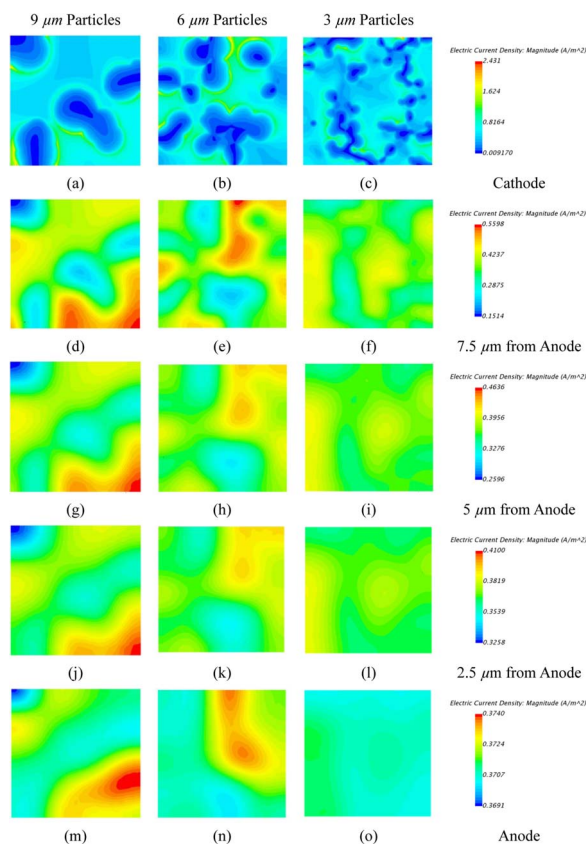 9 μm Particles 6 μm Particles 3 μm Particles
Electric Current Density: Magnitude (A/m^2)
2.431
1.624
0.8164
0.009170
(a) (b) (c) Cathode
Electric Current Density: Magnitude (A/m^2)
0.5598
0.4237
0.2875
0.1514
(d) (e) (f) 7.5 μm from Anode
Electric Current Density: Magnitude (A/m^2)
0.4636
0.3956
0.3276
0.2596
(g) (h) (i) 5 μm from Anode
Electric Current Density: Magnitude (A/m^2)
0.4100
0.3819
0.3539
0.3258
(j) (k) (l) 2.5 μm from Anode
Electric Current Density: Magnitude (A/m^2)
0.3740
0.3724
0.3707
0.3691
(m) (n) (o) Anode